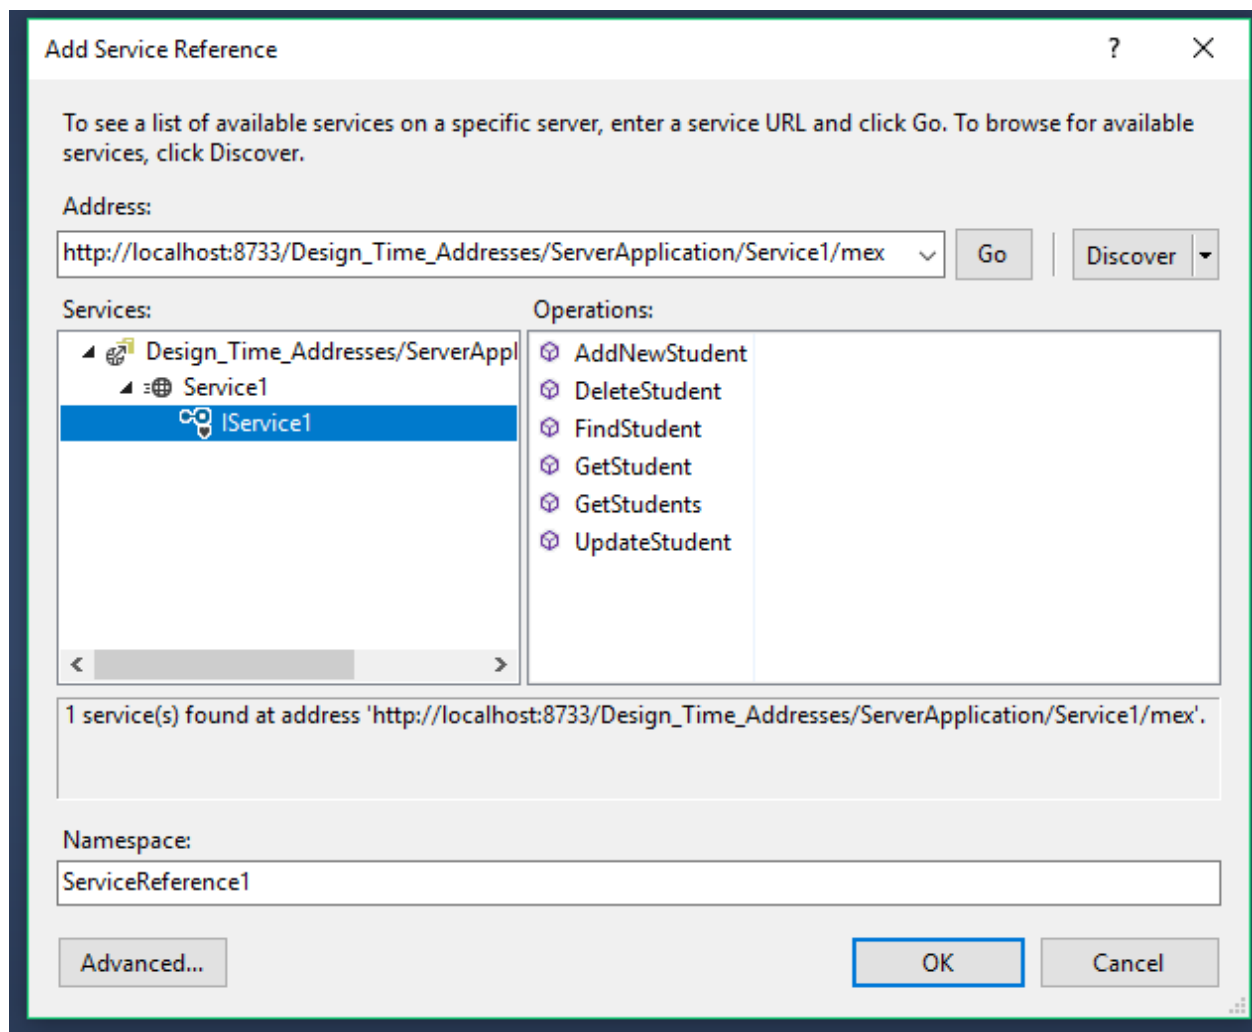 Add Service Reference
?
To see a list of available services on a specific server, enter a service URL and click Go. To browse for available
services, click Discover.
Address:
http://localhost:8733/Design_Time_Addresses/ServerApplication/Service1/mex
Go
Discover
Services:
Operations:
Design_Time_Addresses/ServerAppl
Service1
IService1
AddNewStudent
DeleteStudent
FindStudent
GetStudent
GetStudents
UpdateStudent
1 service(s) found at address 'http://localhost:8733/Design_Time_Addresses/ServerApplication/Service1/mex'.
Namespace:
ServiceReference1
Advanced...
OK
Cancel